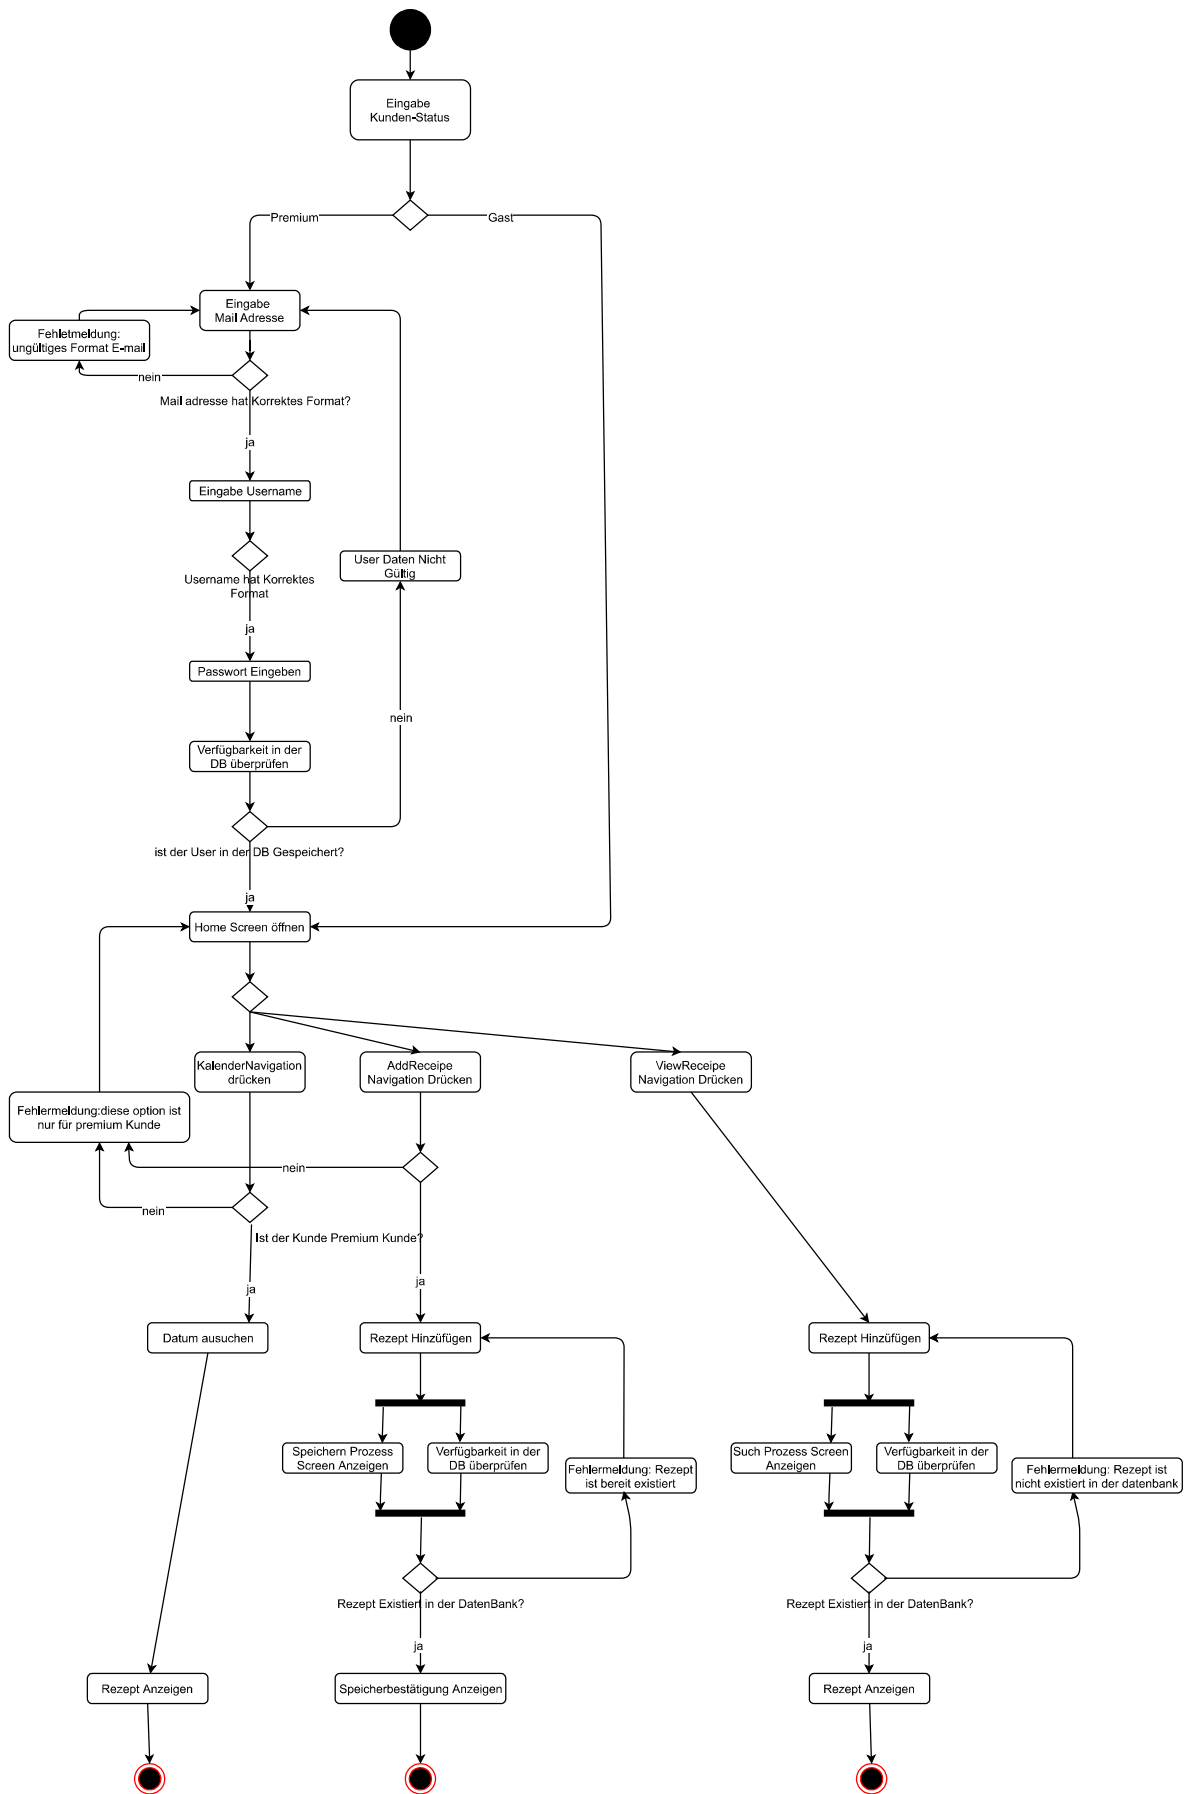 Eingabe
Kunden-Status
Premium
Gast
Eingabe
Mail Adresse
Fehletmeldung:
ungültiges Format E-mail
nein
Mail adresse hat Korrektes Format?
ja
Eingabe Username
Username hat Korrektes
Format
User Daten Nicht
Gültig
ja
Passwort Eingeben
nein
Verfügbarkeit in der
DB überprüfen
ist der User in der DB Gespeichert?
ja
Home Screen öffnen
KalenderNavigation
drücken
AddReceipe
Navigation Drücken
ViewReceipe
Navigation Drücken
Fehlermeldung:diese option ist
nur für premium Kunde
nein
nein
Ist der Kunde Premium Kunde?
ja
ja
Datum ausuchen
Rezept Hinzüfügen
Rezept Hinzüfügen
Speichern Prozess
Screen Anzeigen
Verfügbarkeit in der
DB überprüfen
Fehlermeldung: Rezept
ist bereit existiert
Such Prozess Screen
Anzeigen
Verfügbarkeit in der
DB überprüfen
Fehlermeldung: Rezept ist
nicht existiert in der datenbank
Rezept Existiert in der DatenBank?
Rezept Existiert in der DatenBank?
ja
ja
Rezept Anzeigen
Speicherbestätigung Anzeigen
Rezept Anzeigen